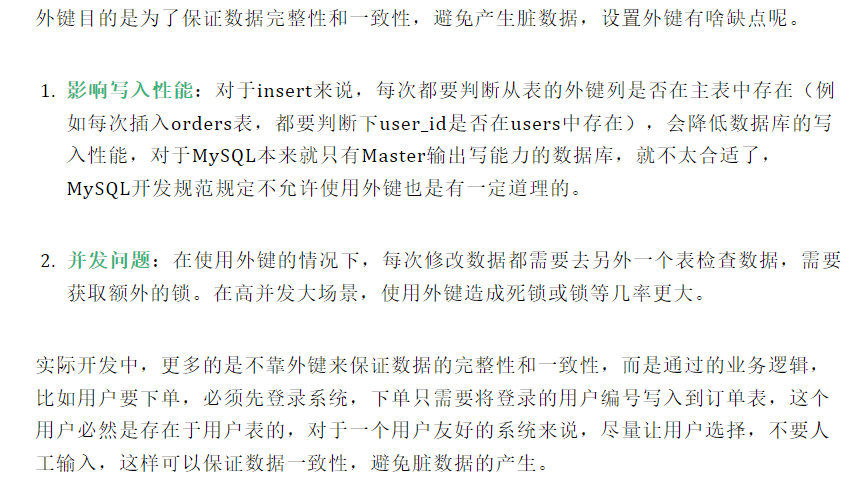 外键目的是为了保证数据完整性和一致性，避免产生脏数据，设置外键有啥缺点呢。
1. 影响写入性能：对于insert来说，每次都要判断从表的外键列是否在主表中存在（例
如每次插入orders表，都要判断下user_id是否在users中存在），会降低数据库的写
入性能，对于MySQL本来就只有Master输出写能力的数据库，就不太合适了，
MySQL开发规范规定不允许使用外键也是有一定道理的。
2. 并发问题：在使用外键的情况下，每次修改数据都需要去另外一个表检查数据，需要
获取额外的锁。在高并发大场景，使用外键造成死锁或锁等几率更大。
实际开发中，更多的是不靠外键来保证数据的完整性和一致性，而是通过的业务逻辑，
比如用户要下单，必须先登录系统，下单只需要将登录的用户编号写入到订单表，这个
用户必然是存在于用户表的，对于一个用户友好的系统来说，尽量让用户选择，不要人
工输入，这样可以保证数据一致性，避免脏数据的产生。